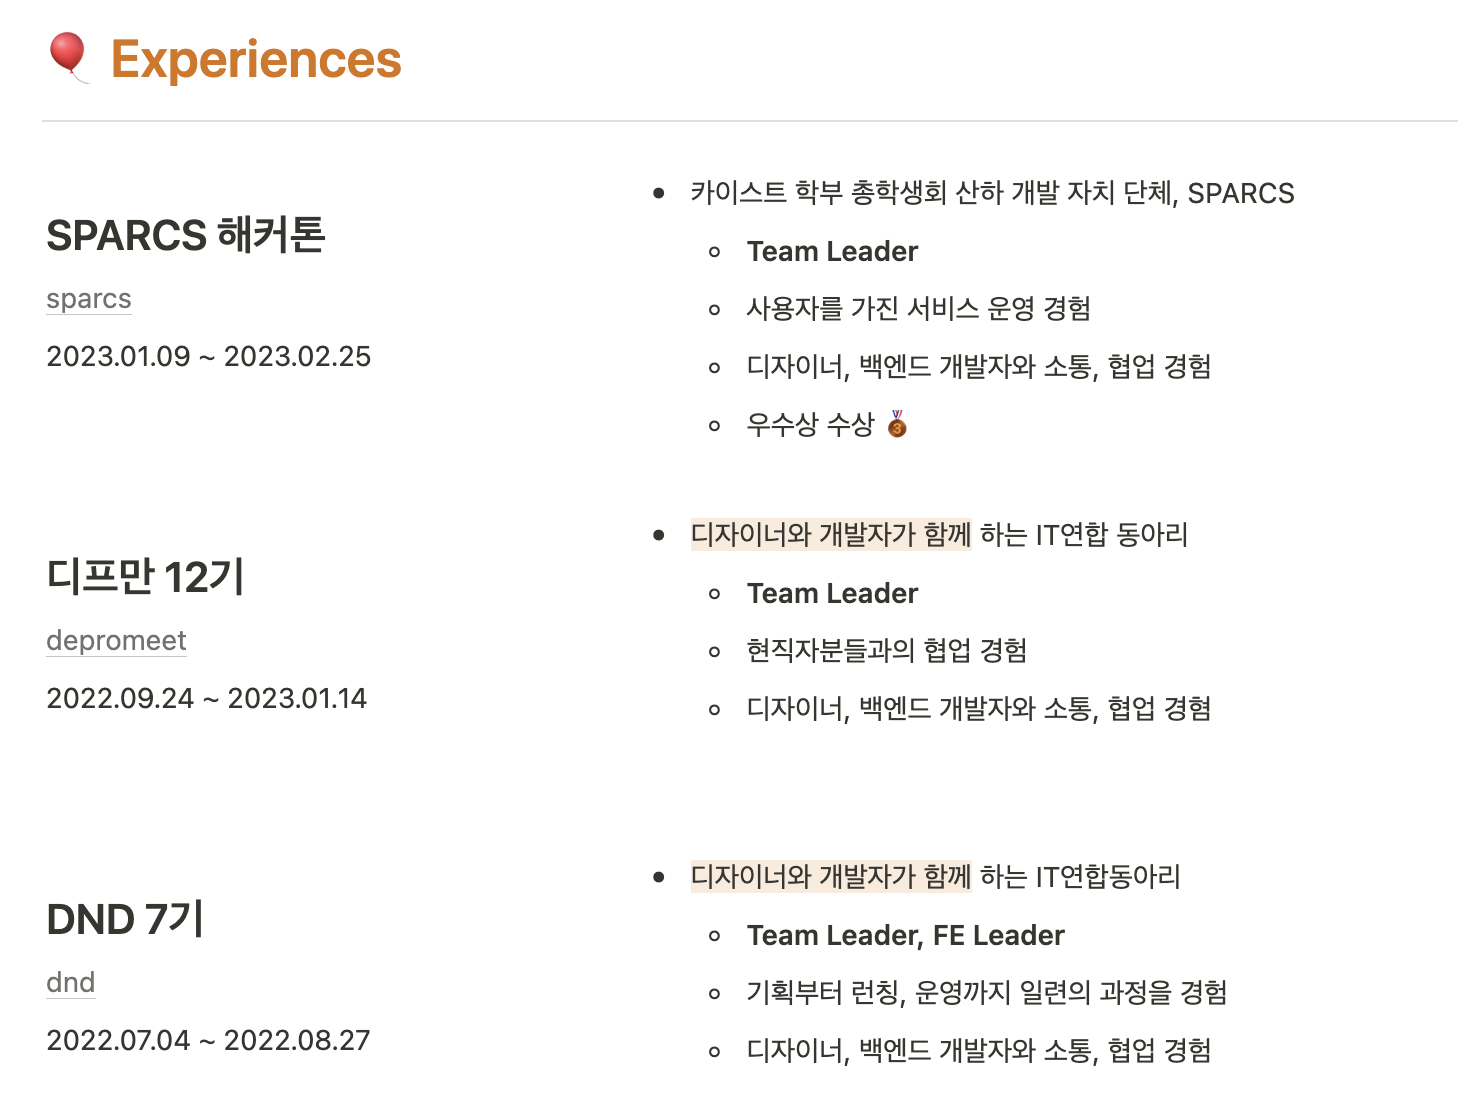 Experiences
SPARCS 해커톤
sparcs
2023.01.09 ~ 2023.02.25
카이스트 학부 총학생회 산하 개발 자치 단체, SPARCS
Team Leader
사용자를 가진 서비스 운영 경험
디자이너, 백엔드 개발자와 소통, 협업 경험
우수상 수상 🥉
디프만 12기
depromeet
2022.09.24 ~ 2023.01.14
디자이너와 개발자가 함께 하는 IT연합 동아리
Team Leader
현직자분들과의 협업 경험
디자이너, 백엔드 개발자와 소통, 협업 경혐
DND 7기
dnd
2022.07.04 ~ 2022.08.27
디자이너와 개발자가 함께 하는 IT연합동아리
Team Leader, FE Leader
기획부터 런칭, 운영까지 일련의 과정을 경험
디자이너, 백엔드 개발자와 소통, 협업 경험